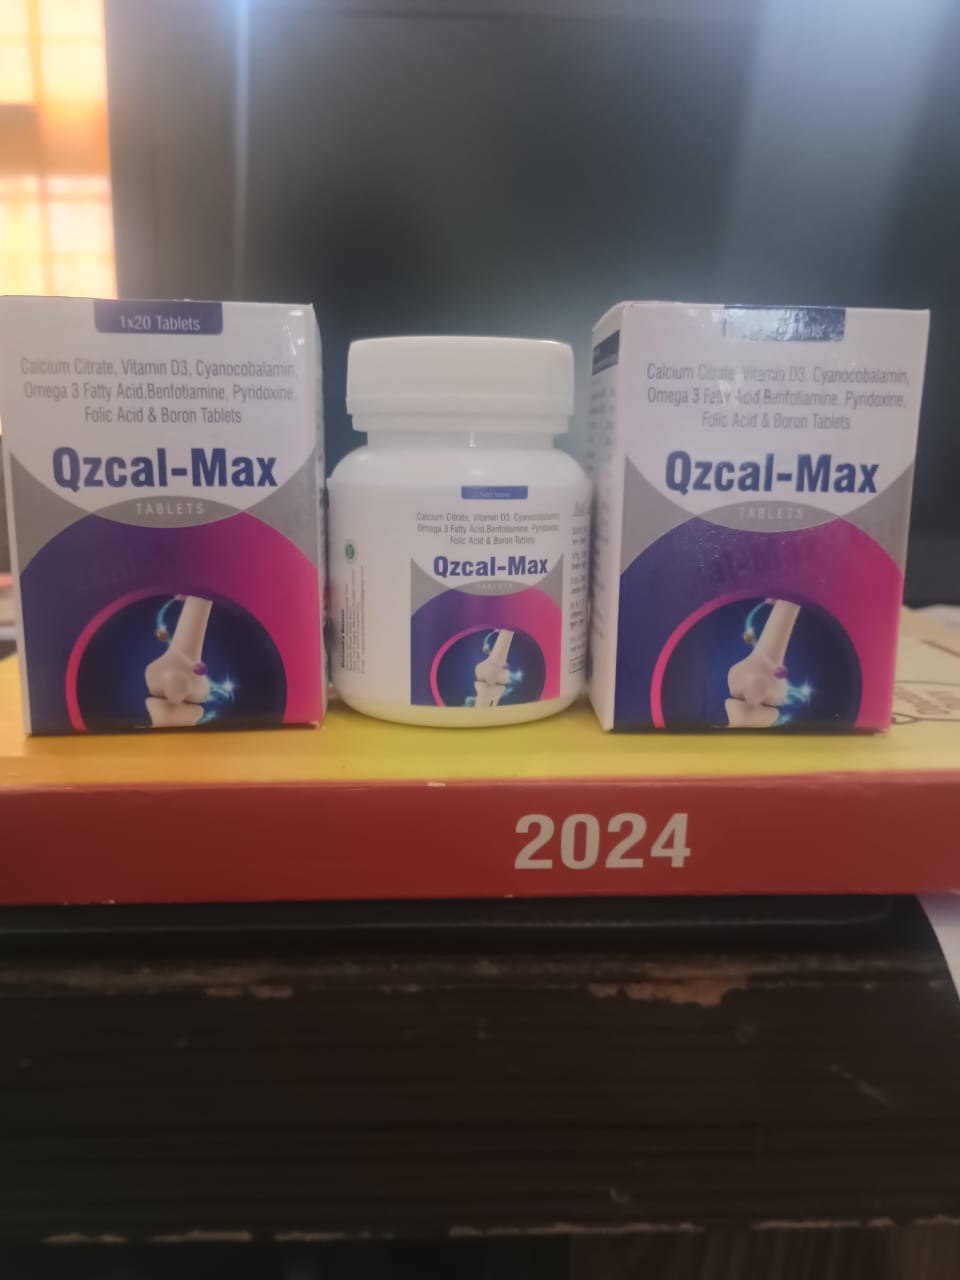 1x20 Tablets
Calcium Citrate, Vitamin D3, Cyanocobalamin,
Omega 3 Fatty Acid,Benfotiamine, Pyridoxine,
Folic Acid & Boron Tablets
Qzcal-Max
TABLETS
Calcium Citrate, Vitamin D3, Cyanocobalamin,
Omega 3 Fatty Acid,Benfotiamine, Pyridoxine,
Folic Acid & Boron Tablets
Qzcal-Max
TABLETS
Calcium Citrate, Vitamin D3, Cyanocobalamin,
Omega 3 Fatty Acid,Benfotiamine, Pyridoxine,
Folic Acid & Boron Tablets
Qzcal-Max
TABLETS
2024